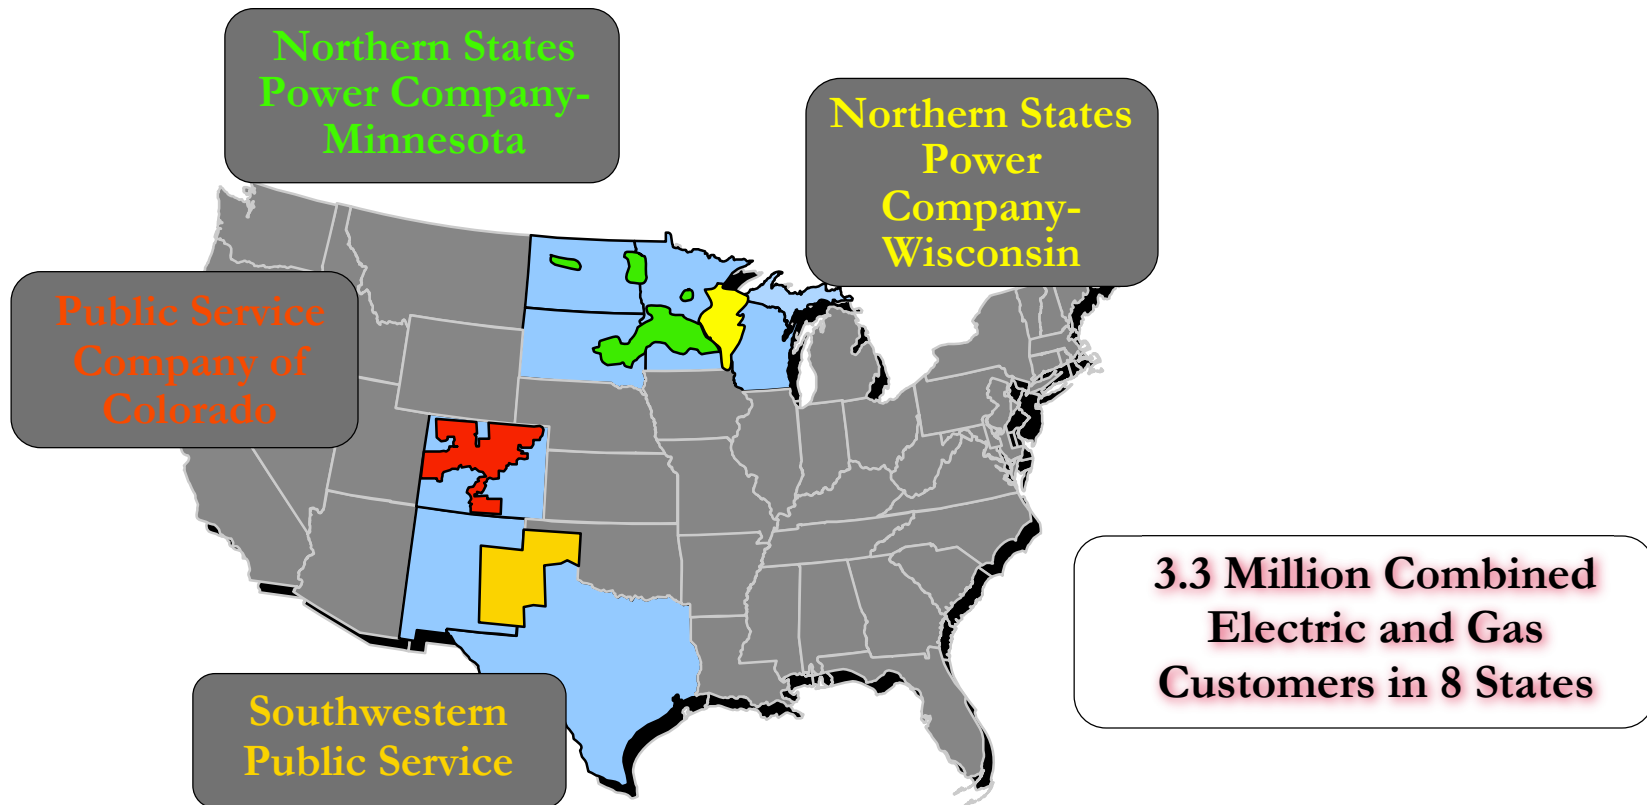 Northern States
Power Company-
Minnesota
Northern States
Power
Company-
Wisconsin
Public Service
Company of
Colorado
Southwestern
Public Service
3.3 Million Combined
Electric and Gas
Customers in 8 States